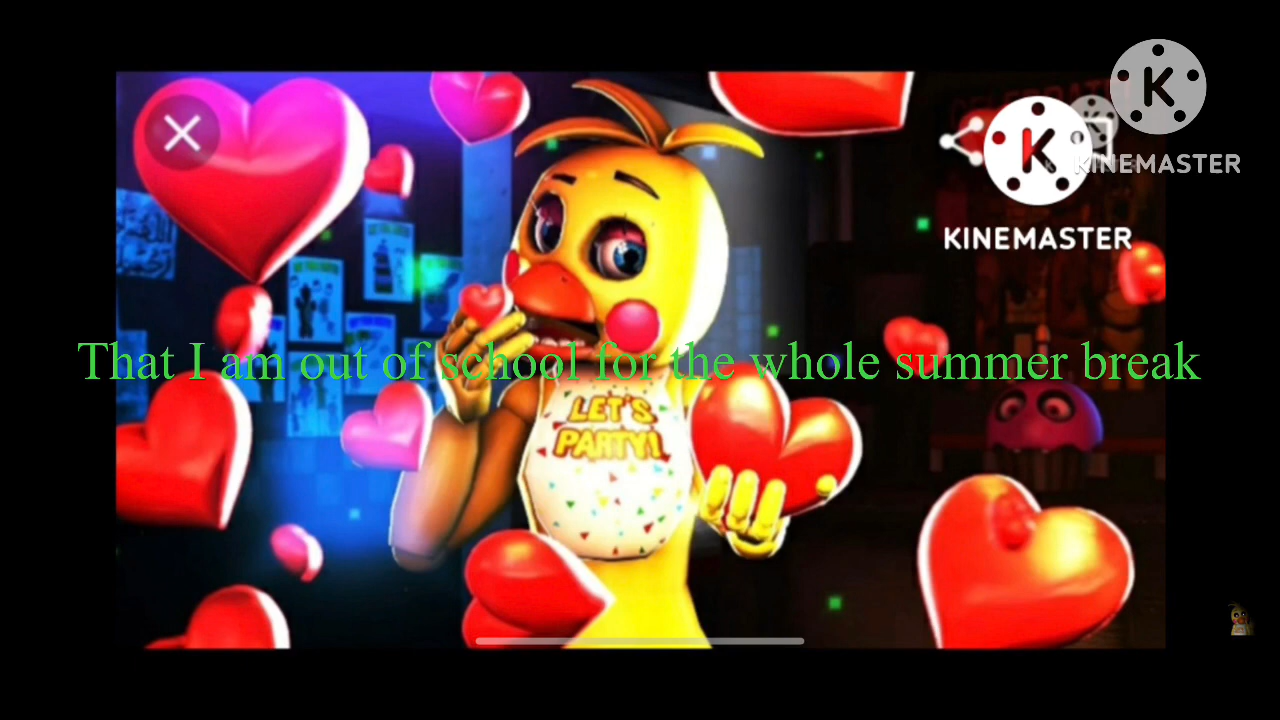 KINEMASTER
KINEMASTER
That I am out of school for the whole summer break
LET'S
PARTY!